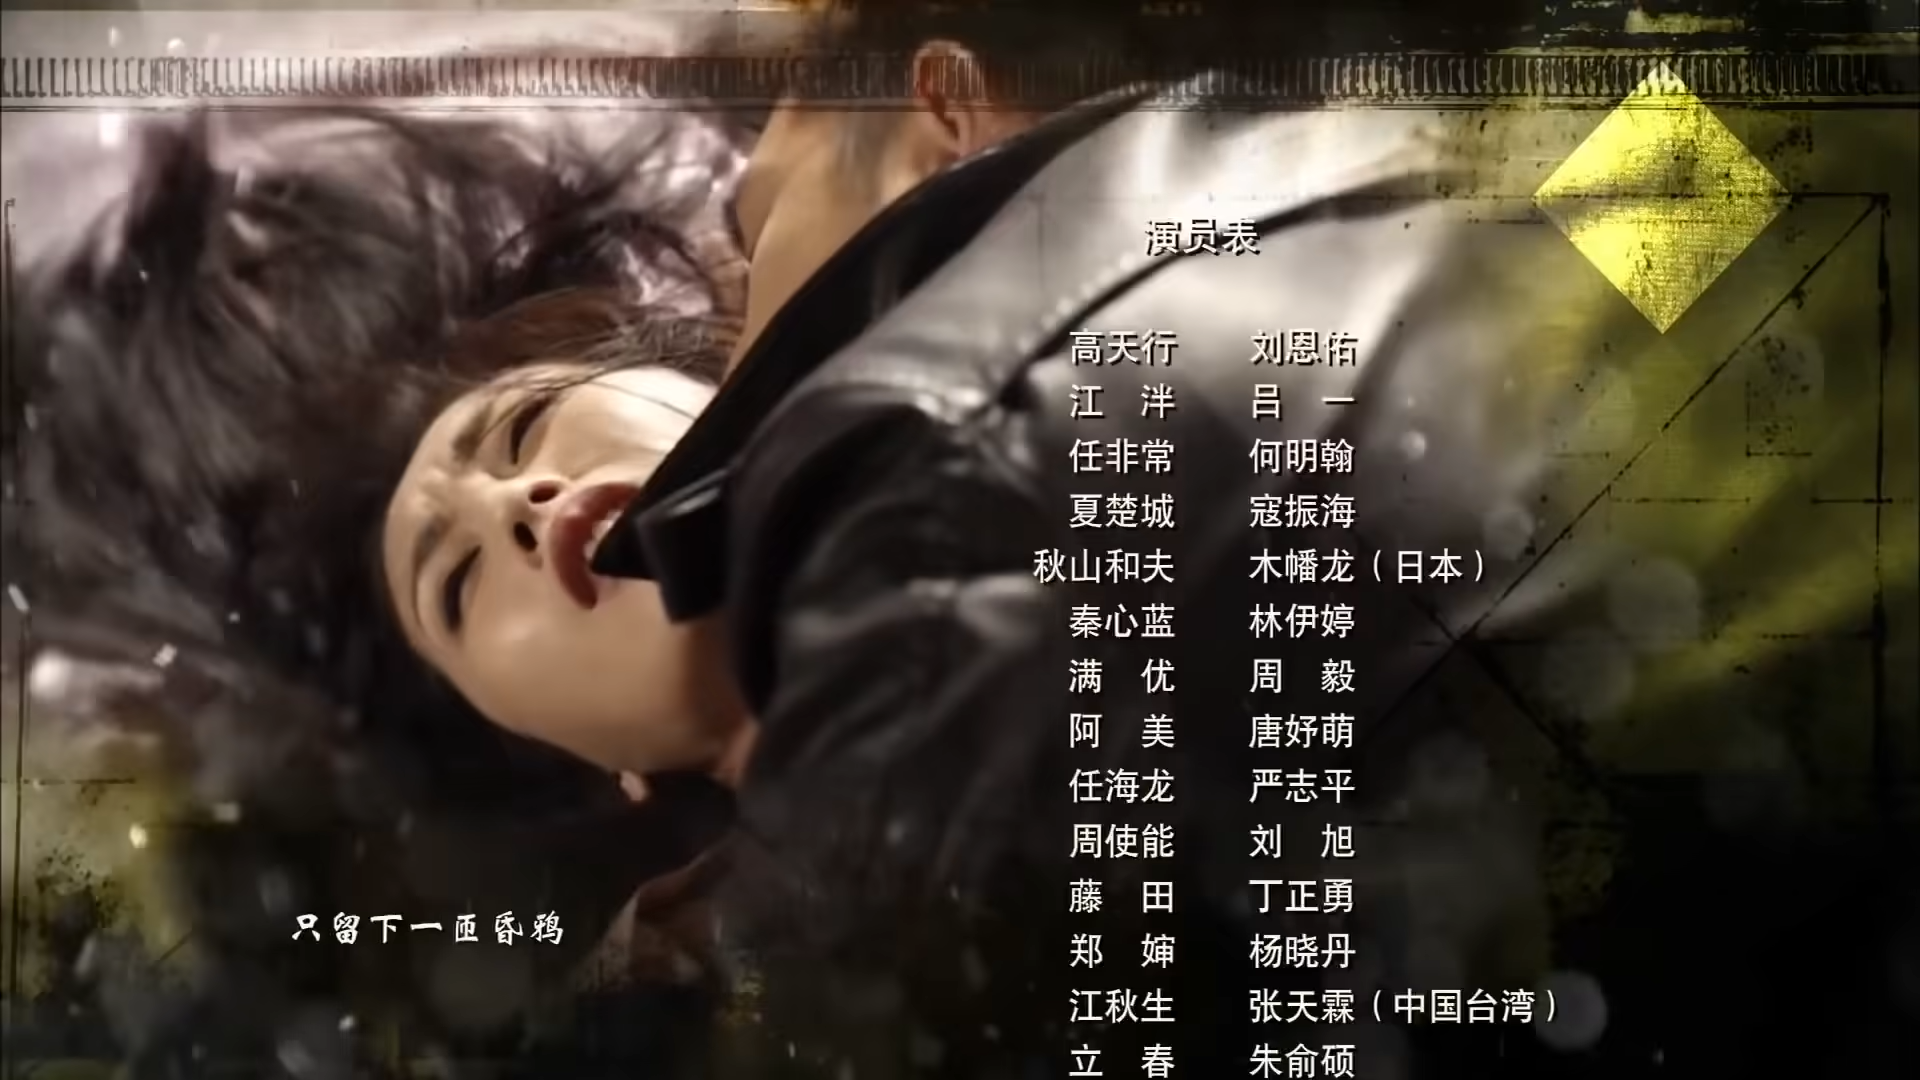 演员表
高天行 刘恩佑
江 泮 吕 一
任非常 何明翰
夏楚城 寇振海
秋山和夫 木幡龙（日本）
秦心蓝 林伊婷
满 优 周 毅
阿 美 唐妤萌
任海龙 严志平
周使能 刘 旭
藤 田 丁正勇
郑 婶 杨晓丹
江秋生 张天霖（中国台湾）
立 春 朱俞硕
只留下一匝昏鸦